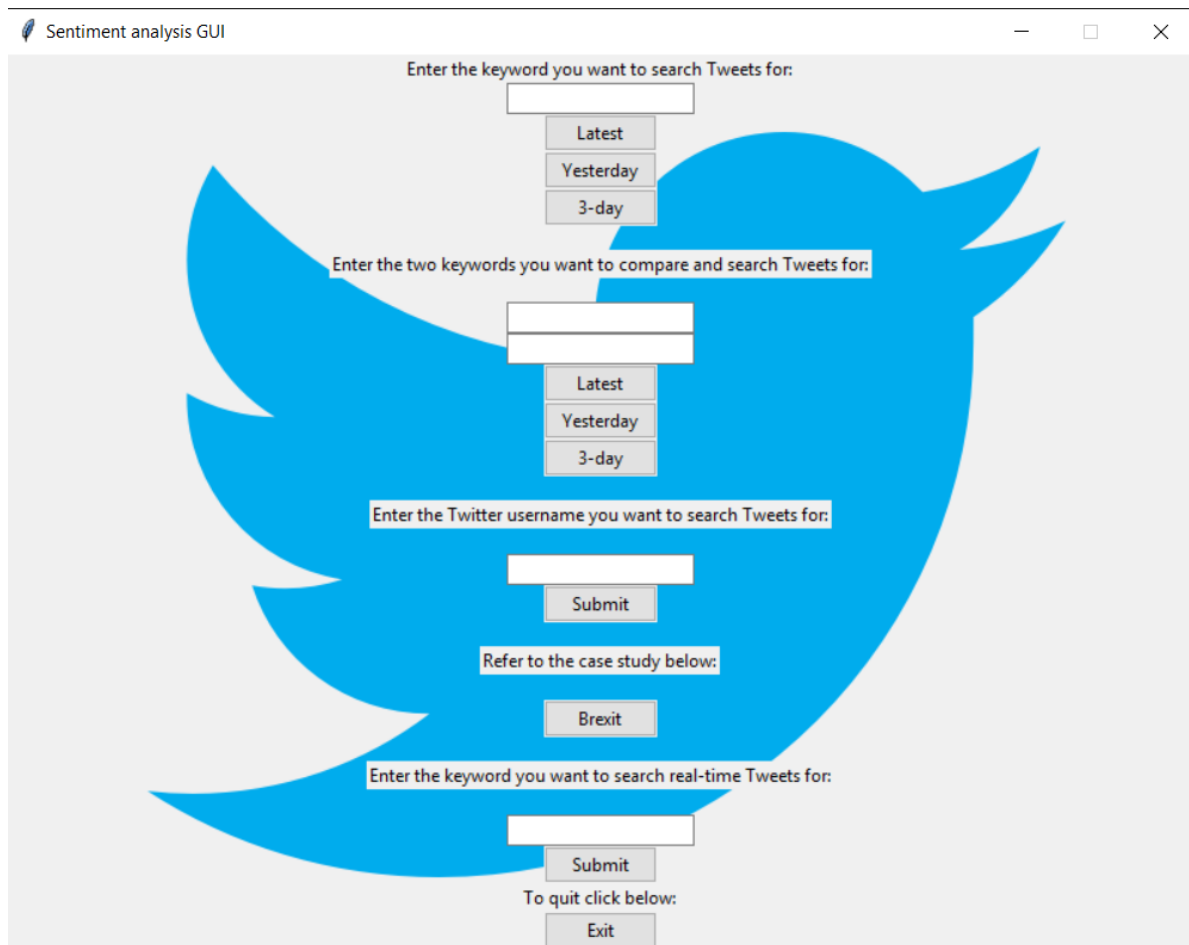 Sentiment analysis GUI
Enter the keyword you want to search Tweets for:
Latest
Yesterday
3-day
Enter the two keywords you want to compare and search Tweets for:
Latest
Yesterday
3-day
Enter the Twitter username you want to search Tweets for:
Submit
Refer to the case study below:
Brexit
Enter the keyword you want to search real-time Tweets for:
Submit
To quit click below:
Exit